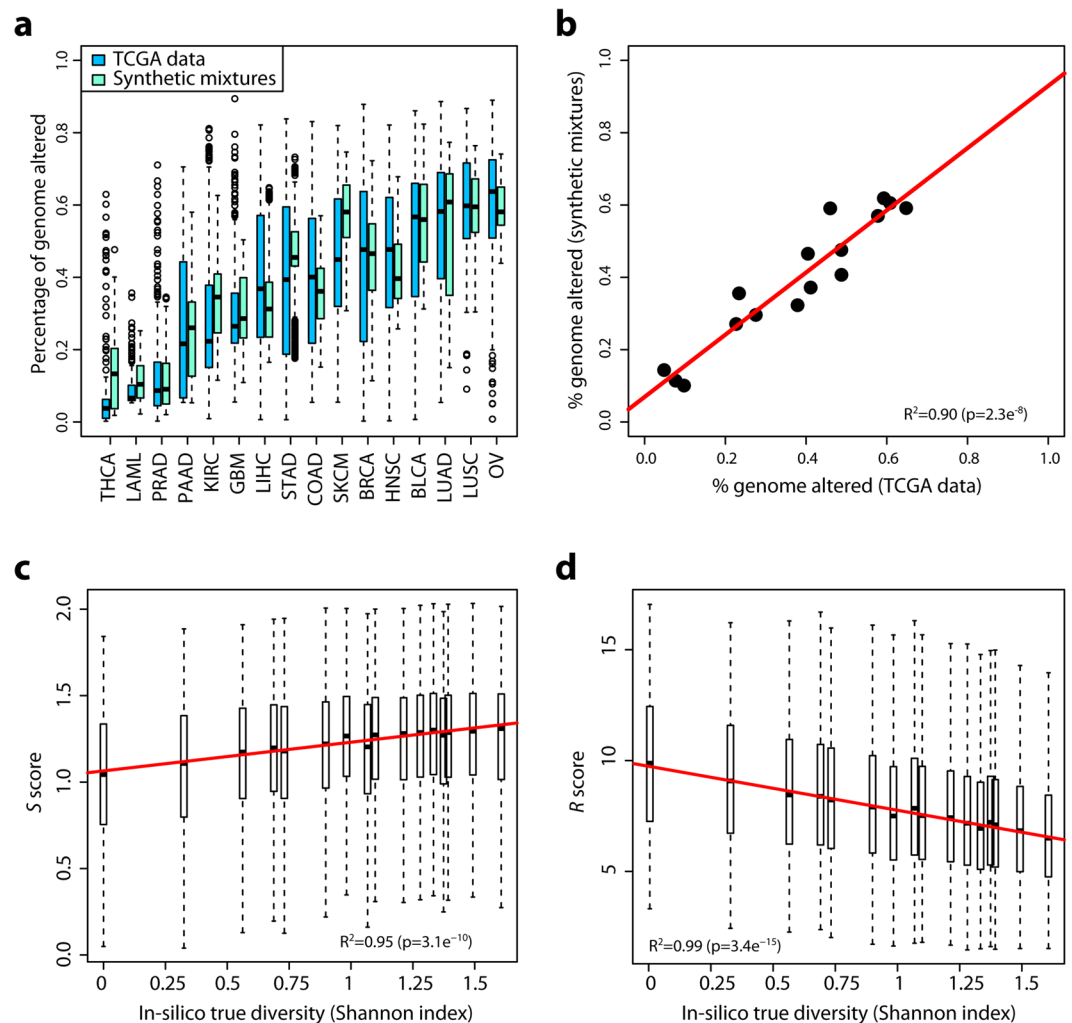 a
TCGA data
Synthetic mixtures
Percentage of genome altered
1.0
0.8
0.6
0.4
0.2
0.0
THCA
LAML
PRAD
PAAD
KIRC
GBM
LIHC
STAD
COAD
SKCM
BRCA
HNSC
BLCA
LUAD
LUSC
OV
b
% genome altered (synthetic mixtures)
1.0
0.8
0.6
0.4
0.2
0.0
R²=0.90 (p=2.3e⁻⁸)
0.0 0.2 0.4 0.6 0.8 1.0
% genome altered (TCGA data)
c
S score
2.0
1.5
1.0
0.5
0.0
R²=0.95 (p=3.1e⁻¹⁰)
0 0.25 0.5 0.75 1 1.25 1.5
In-silico true diversity (Shannon index)
d
R score
15
10
5
R²=0.99 (p=3.4e⁻¹⁵)
0 0.25 0.5 0.75 1 1.25 1.5
In-silico true diversity (Shannon index)